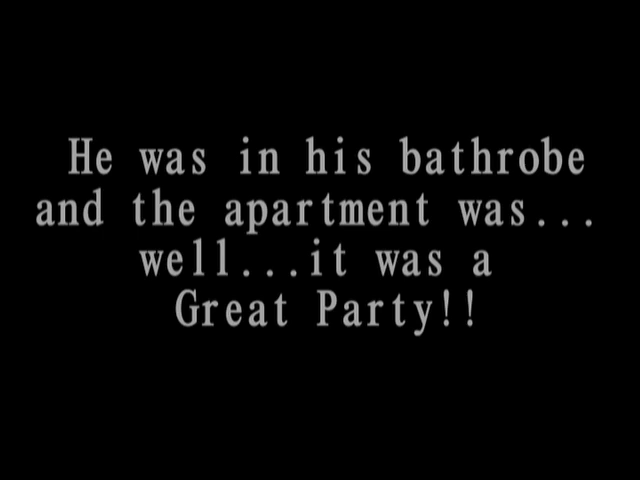 He was in his bathrobe
and the apartment was...
well...it was a
Great Party!!